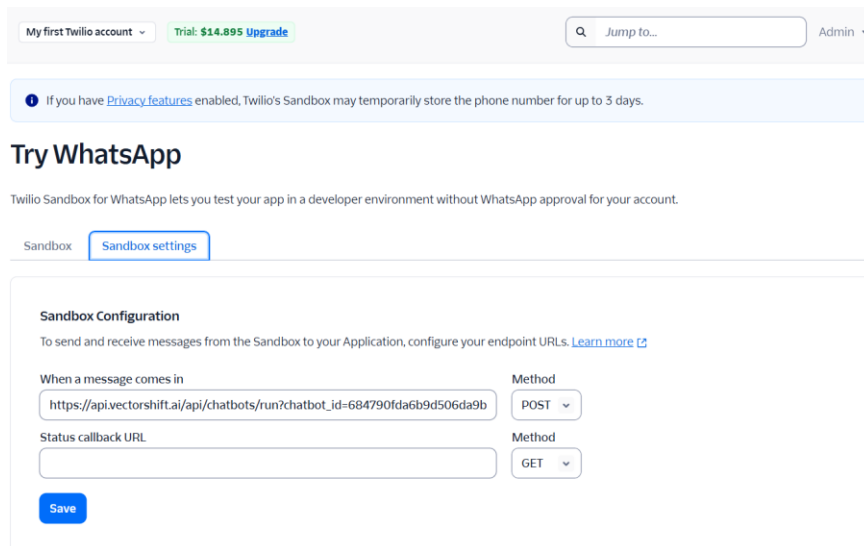 My first Twilio account Trial: $14.895 Upgrade Jump to... Admin
If you have Privacy features enabled, Twilio's Sandbox may temporarily store the phone number for up to 3 days.
Try WhatsApp
Twilio Sandbox for WhatsApp lets you test your app in a developer environment without WhatsApp approval for your account.
Sandbox Sandbox settings
Sandbox Configuration
To send and receive messages from the Sandbox to your Application, configure your endpoint URLs. Learn more
When a message comes in Method
https://api.vectorshift.ai/api/chatbots/run?chatbot_id=684790fda6b9d506da9b POST
Status callback URL Method
GET
Save